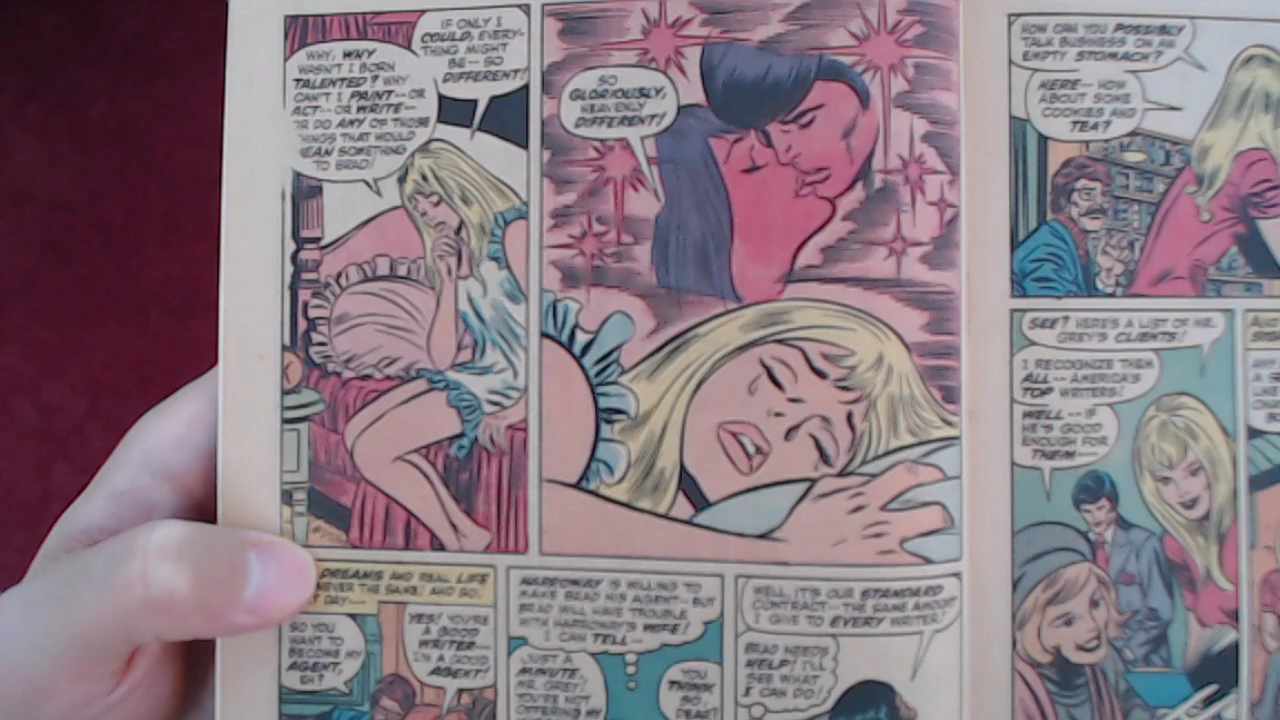 WHY, WHY
WASN'T I BORN
TALENTED? WHY
CAN'T I PAINT--OR
ACT--OR WRITE--
OR DO ANY OF THOSE
THINGS THAT WOULD
MEAN SOMETHING
TO BRAD!
IF ONLY I
COULD, EVERY-
THING MIGHT
BE--SO
DIFFERENT!
SO
GLORIOUSLY,
HEAVENLY
DIFFERENT!
DREAMS AND REAL LIFE
NEVER THE SAME! AND SO,
DAY--
SO YOU
WANT TO
BECOME MY
AGENT,
EH?
YES! YOU'RE
A GOOD
WRITER--
I'M A GOOD
AGENT!
HARROWAY IS WILLING TO
MAKE BRAD HIS AGENT--BUT
BRAD WILL HAVE TROUBLE
WITH HARROWAY'S WIFE!
I CAN TELL--
JUST A
MINUTE,
MR. GREY!
YOU'RE NOT
OFFERING MY
YOU
THINK
SO,
DEAR?
WELL, IT'S OUR STANDARD
CONTRACT--THE SAME AMOUNT
I GIVE TO EVERY WRITER!
BRAD NEEDS
HELP! I'LL
SEE WHAT
I CAN DO!
HOW CAN YOU POSSIBLY
TALK BUSINESS ON AN
EMPTY STOMACH?
HERE--HOW
ABOUT SOME
COOKIES AND
TEA?
SEE? HERE'S A LIST OF MR.
GREY'S CLIENTS!
I RECOGNIZE THEM
ALL--AMERICA'S
TOP WRITERS!
WELL--IF
HE'S GOOD
ENOUGH FOR
THEM--